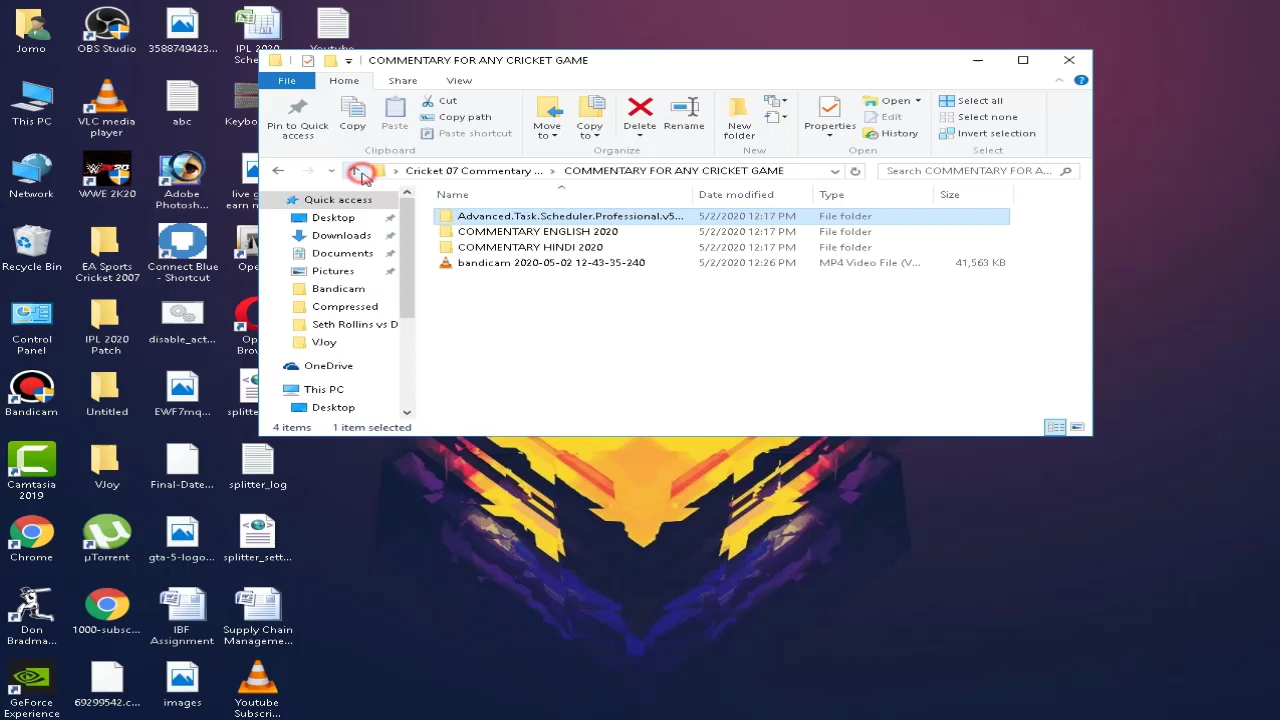 Jomo
OBS Studio
3588749423...
IPL 2020
Sche
Youtube
This PC
VLC media
player
abc
Keybo
Network
WWE 2K20
Adobe
Photosh...
live g
earn n
Recycle Bin
EA Sports
Cricket 2007
Connect Blue
- Shortcut
Ope
Control
Panel
IPL 2020
Patch
disable_act...
Op
Brow
Bandicam
Untitled
EWF7mq...
splitter
Camtasia
2019
VJoy
Final-Date...
splitter_log
Chrome
µTorrent
gta-5-logo...
splitter_sett...
Don
Bradma...
1000-subsc...
IBF
Assignment
Supply Chain
Manageme...
GeForce
Experience
69299542.c...
images
Youtube
Subscri...
COMMENTARY FOR ANY CRICKET GAME
File
Home
Share
View
Pin to Quick
access
Copy
Paste
Cut
Copy path
Paste shortcut
Clipboard
Move
to
Copy
to
Delete
Rename
Organize
New
folder
New
Properties
Open
Edit
History
Open
Select all
Select none
Invert selection
Select
Cricket 07 Commentary ...
COMMENTARY FOR ANY CRICKET GAME
Search COMMENTARY FOR A...
Quick access
Desktop
Downloads
Documents
Pictures
Bandicam
Compressed
Seth Rollins vs D
VJoy
OneDrive
This PC
Desktop
Name Date modified Type Size
Advanced.Task.Scheduler.Professional.v5... 5/2/2020 12:17 PM File folder
COMMENTARY ENGLISH 2020 5/2/2020 12:17 PM File folder
COMMENTARY HINDI 2020 5/2/2020 12:17 PM File folder
bandicam 2020-05-02 12-43-35-240 5/2/2020 12:26 PM MP4 Video File (V... 41,563 KB
4 items 1 item selected